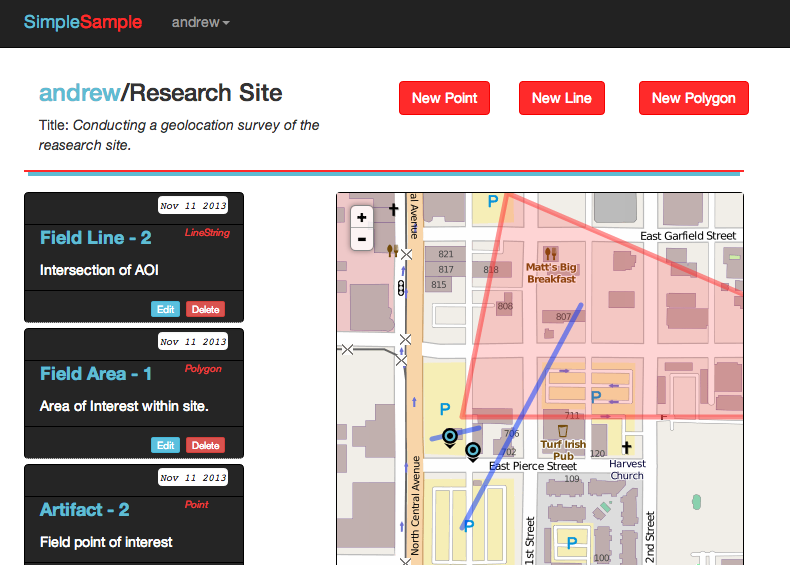 SimpleSample
andrew
andrew/Research Site
New Point
New Line
New Polygon
Title: Conducting a geolocation survey of the
reasearch site.
Nov 11 2013
Field Line - 2
LineString
Intersection of AOI
Edit
Delete
Nov 11 2013
Field Area - 1
Polygon
Area of Interest within site.
Edit
Delete
Nov 11 2013
Artifact - 2
Point
Field point of interest
+
-
al Avenue
P
East Garfield Street
821
817
818
815
Matt's Big
Breakfast
808
807
P
P
711
706
702
Turf Irish
Pub
120
Harvest
Church
East Pierce Street
109
North Central Avenue
P
1st Street
P
100
2nd Street